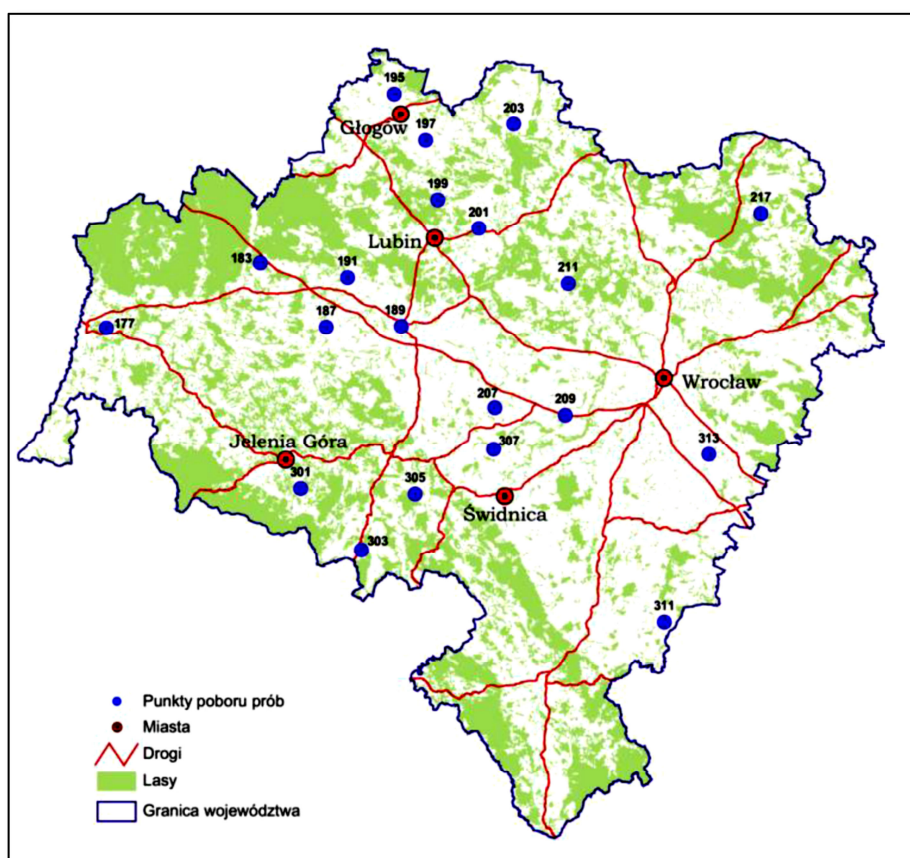 195
Głogów
203
197
199
201
217
Lubin
183
191
211
177
187
189
Wrocław
207
209
Jelenia Góra
307
313
301
305
Świdnica
303
311
Punkty poboru prób
Miasta
Drogi
Lasy
Granica województwa